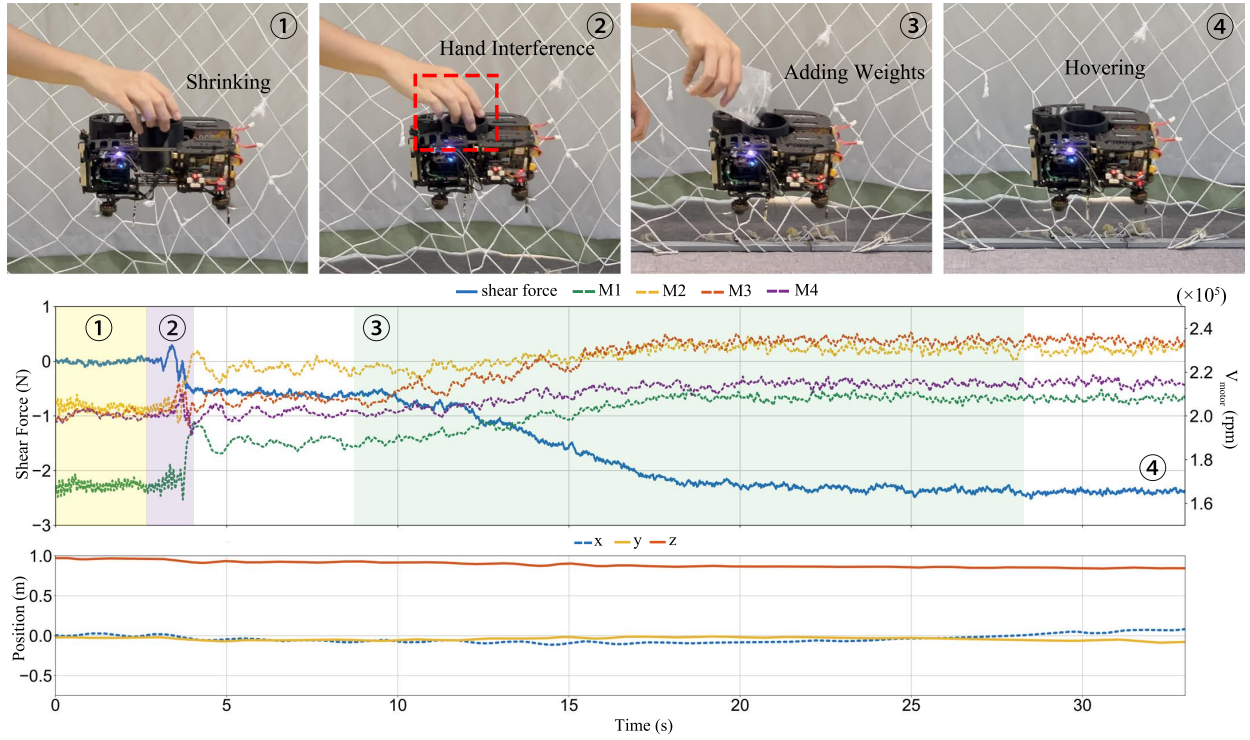 ①
Shrinking
②
Hand Interference
③
Adding Weights
④
Hovering
shear force M1 M2 M3 M4
(×10⁵)
① ② ③ ④
Shear Force (N)
1
0
−1
−2
−3
2.4
2.2
2.0
1.8
1.6
V motor (rpm)
x y z
Position (m)
1.0
0.5
0.0
−0.5
0 5 10 15 20 25 30
Time (s)